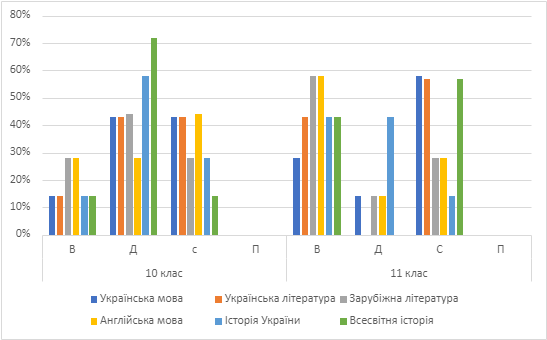 80%
70%
60%
50%
40%
30%
20%
10%
0%
В Д с П В Д С П
10 клас 11 клас
Українська мова Українська література Зарубіжна література
Англійська мова Історія України Всесвітня історія